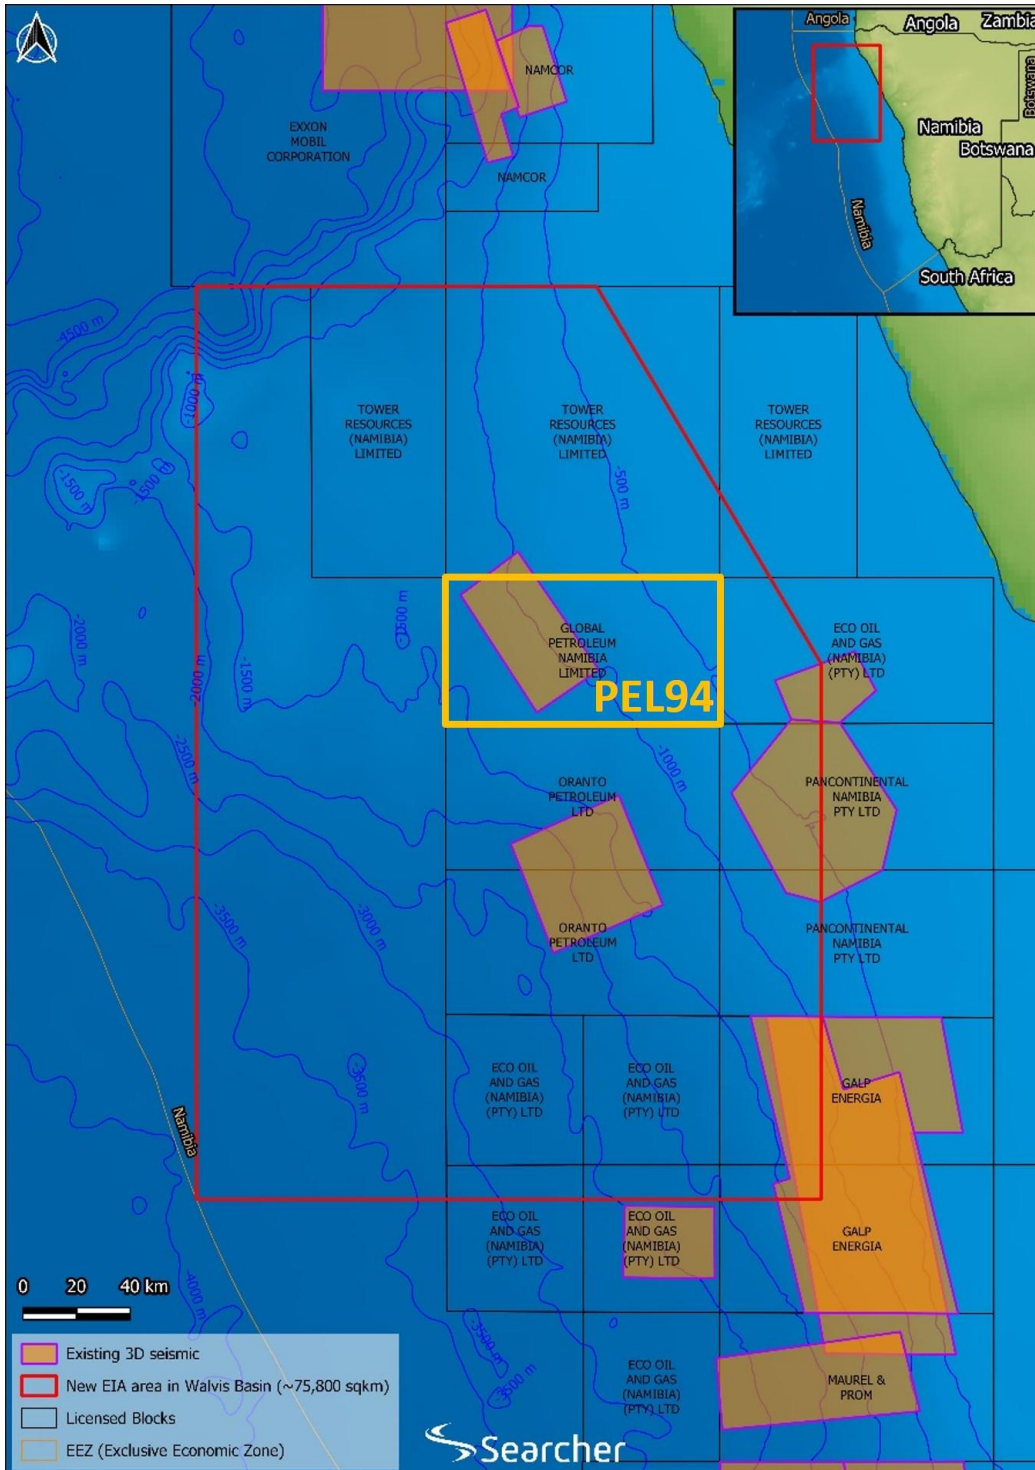 Angola
Angola
Zambia
Botswana
Namibia
Botswana
Namibia
South Africa
NAMCOR
EXXON
MOBIL
CORPORATION
NAMCOR
-4500 m
-1000 m
-1500 m
-1500 m
TOWER
RESOURCES
(NAMIBIA)
LIMITED
TOWER
RESOURCES
(NAMIBIA)
LIMITED
TOWER
RESOURCES
(NAMIBIA)
LIMITED
-500 m
-2000 m
-1500 m
-2000 m
-1500 m
GLOBAL
PETROLEUM
NAMIBIA
LIMITED
PEL94
ECO OIL
AND GAS
(NAMIBIA)
(PTY) LTD
-2500 m
-1000 m
ORANTO
PETROLEUM
LTD
PANCONTINENTAL
NAMIBIA
PTY LTD
-3500 m
-3000 m
ORANTO
PETROLEUM
LTD
PANCONTINENTAL
NAMIBIA
PTY LTD
-3500 m
ECO OIL
AND GAS
(NAMIBIA)
(PTY) LTD
ECO OIL
AND GAS
(NAMIBIA)
(PTY) LTD
GALP
ENERGIA
Namibia
ECO OIL
AND GAS
(NAMIBIA)
(PTY) LTD
ECO OIL
AND GAS
(NAMIBIA)
(PTY) LTD
GALP
ENERGIA
-4000 m
0 20 40 km
-3500 m
-3500 m
ECO OIL
AND GAS
(NAMIBIA)
(PTY) LTD
MAUREL &
PROM
Existing 3D seismic
New EIA area in Walvis Basin (~75,800 sqkm)
Licensed Blocks
EEZ (Exclusive Economic Zone)
Searcher